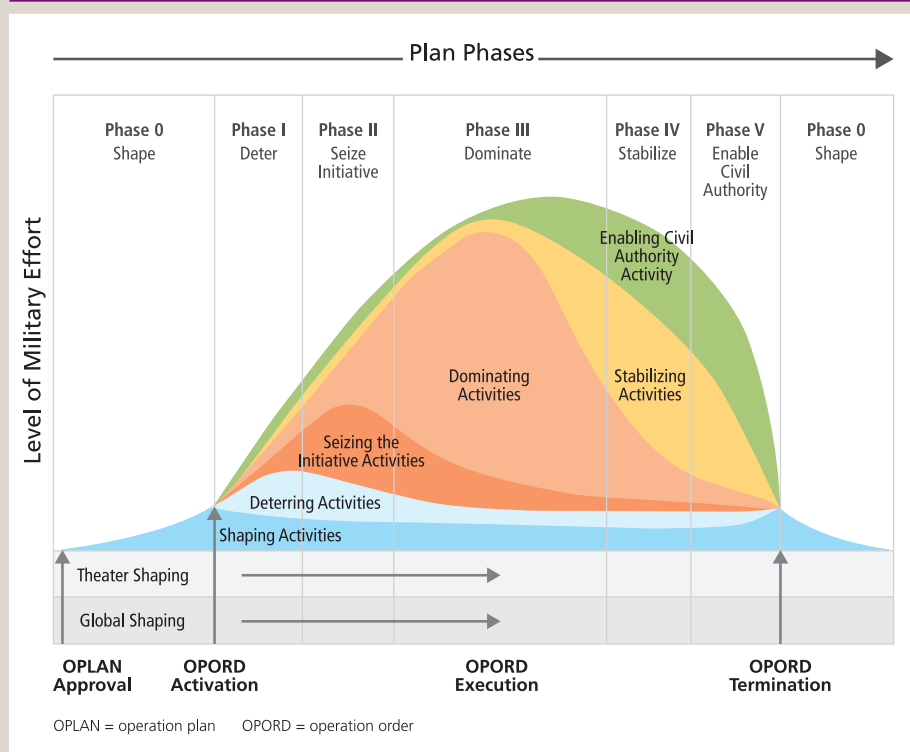 Plan Phases
Phase 0
Shape
Phase I
Deter
Phase II
Seize
Initiative
Phase III
Dominate
Phase IV
Stabilize
Phase V
Enable
Civil
Authority
Phase 0
Shape
Level of Military Effort
Enabling Civil
Authority
Activity
Dominating
Activities
Stabilizing
Activities
Seizing the
Initiative Activities
Deterring Activities
Shaping Activities
Theater Shaping
Global Shaping
OPLAN
Approval
OPORD
Activation
OPORD
Execution
OPORD
Termination
OPLAN = operation plan OPORD = operation order